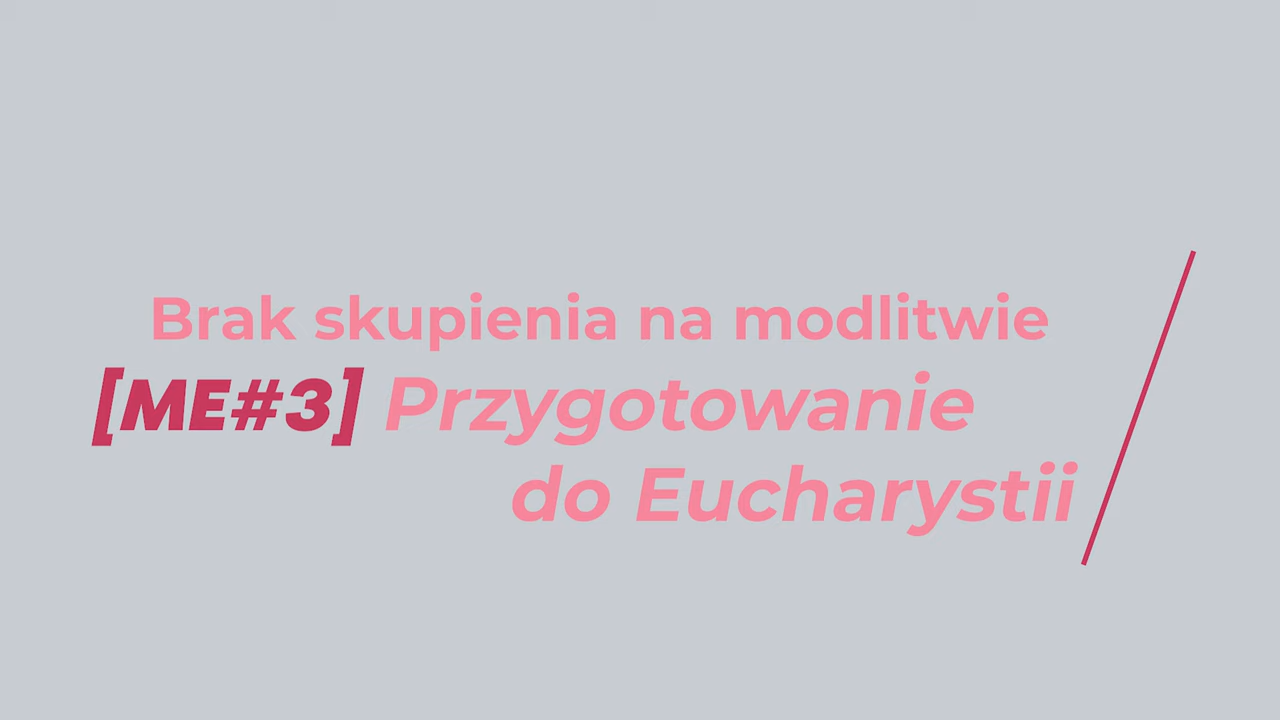 Brak skupienia na modlitwie
[ME#3] Przygotowanie
do Eucharystii